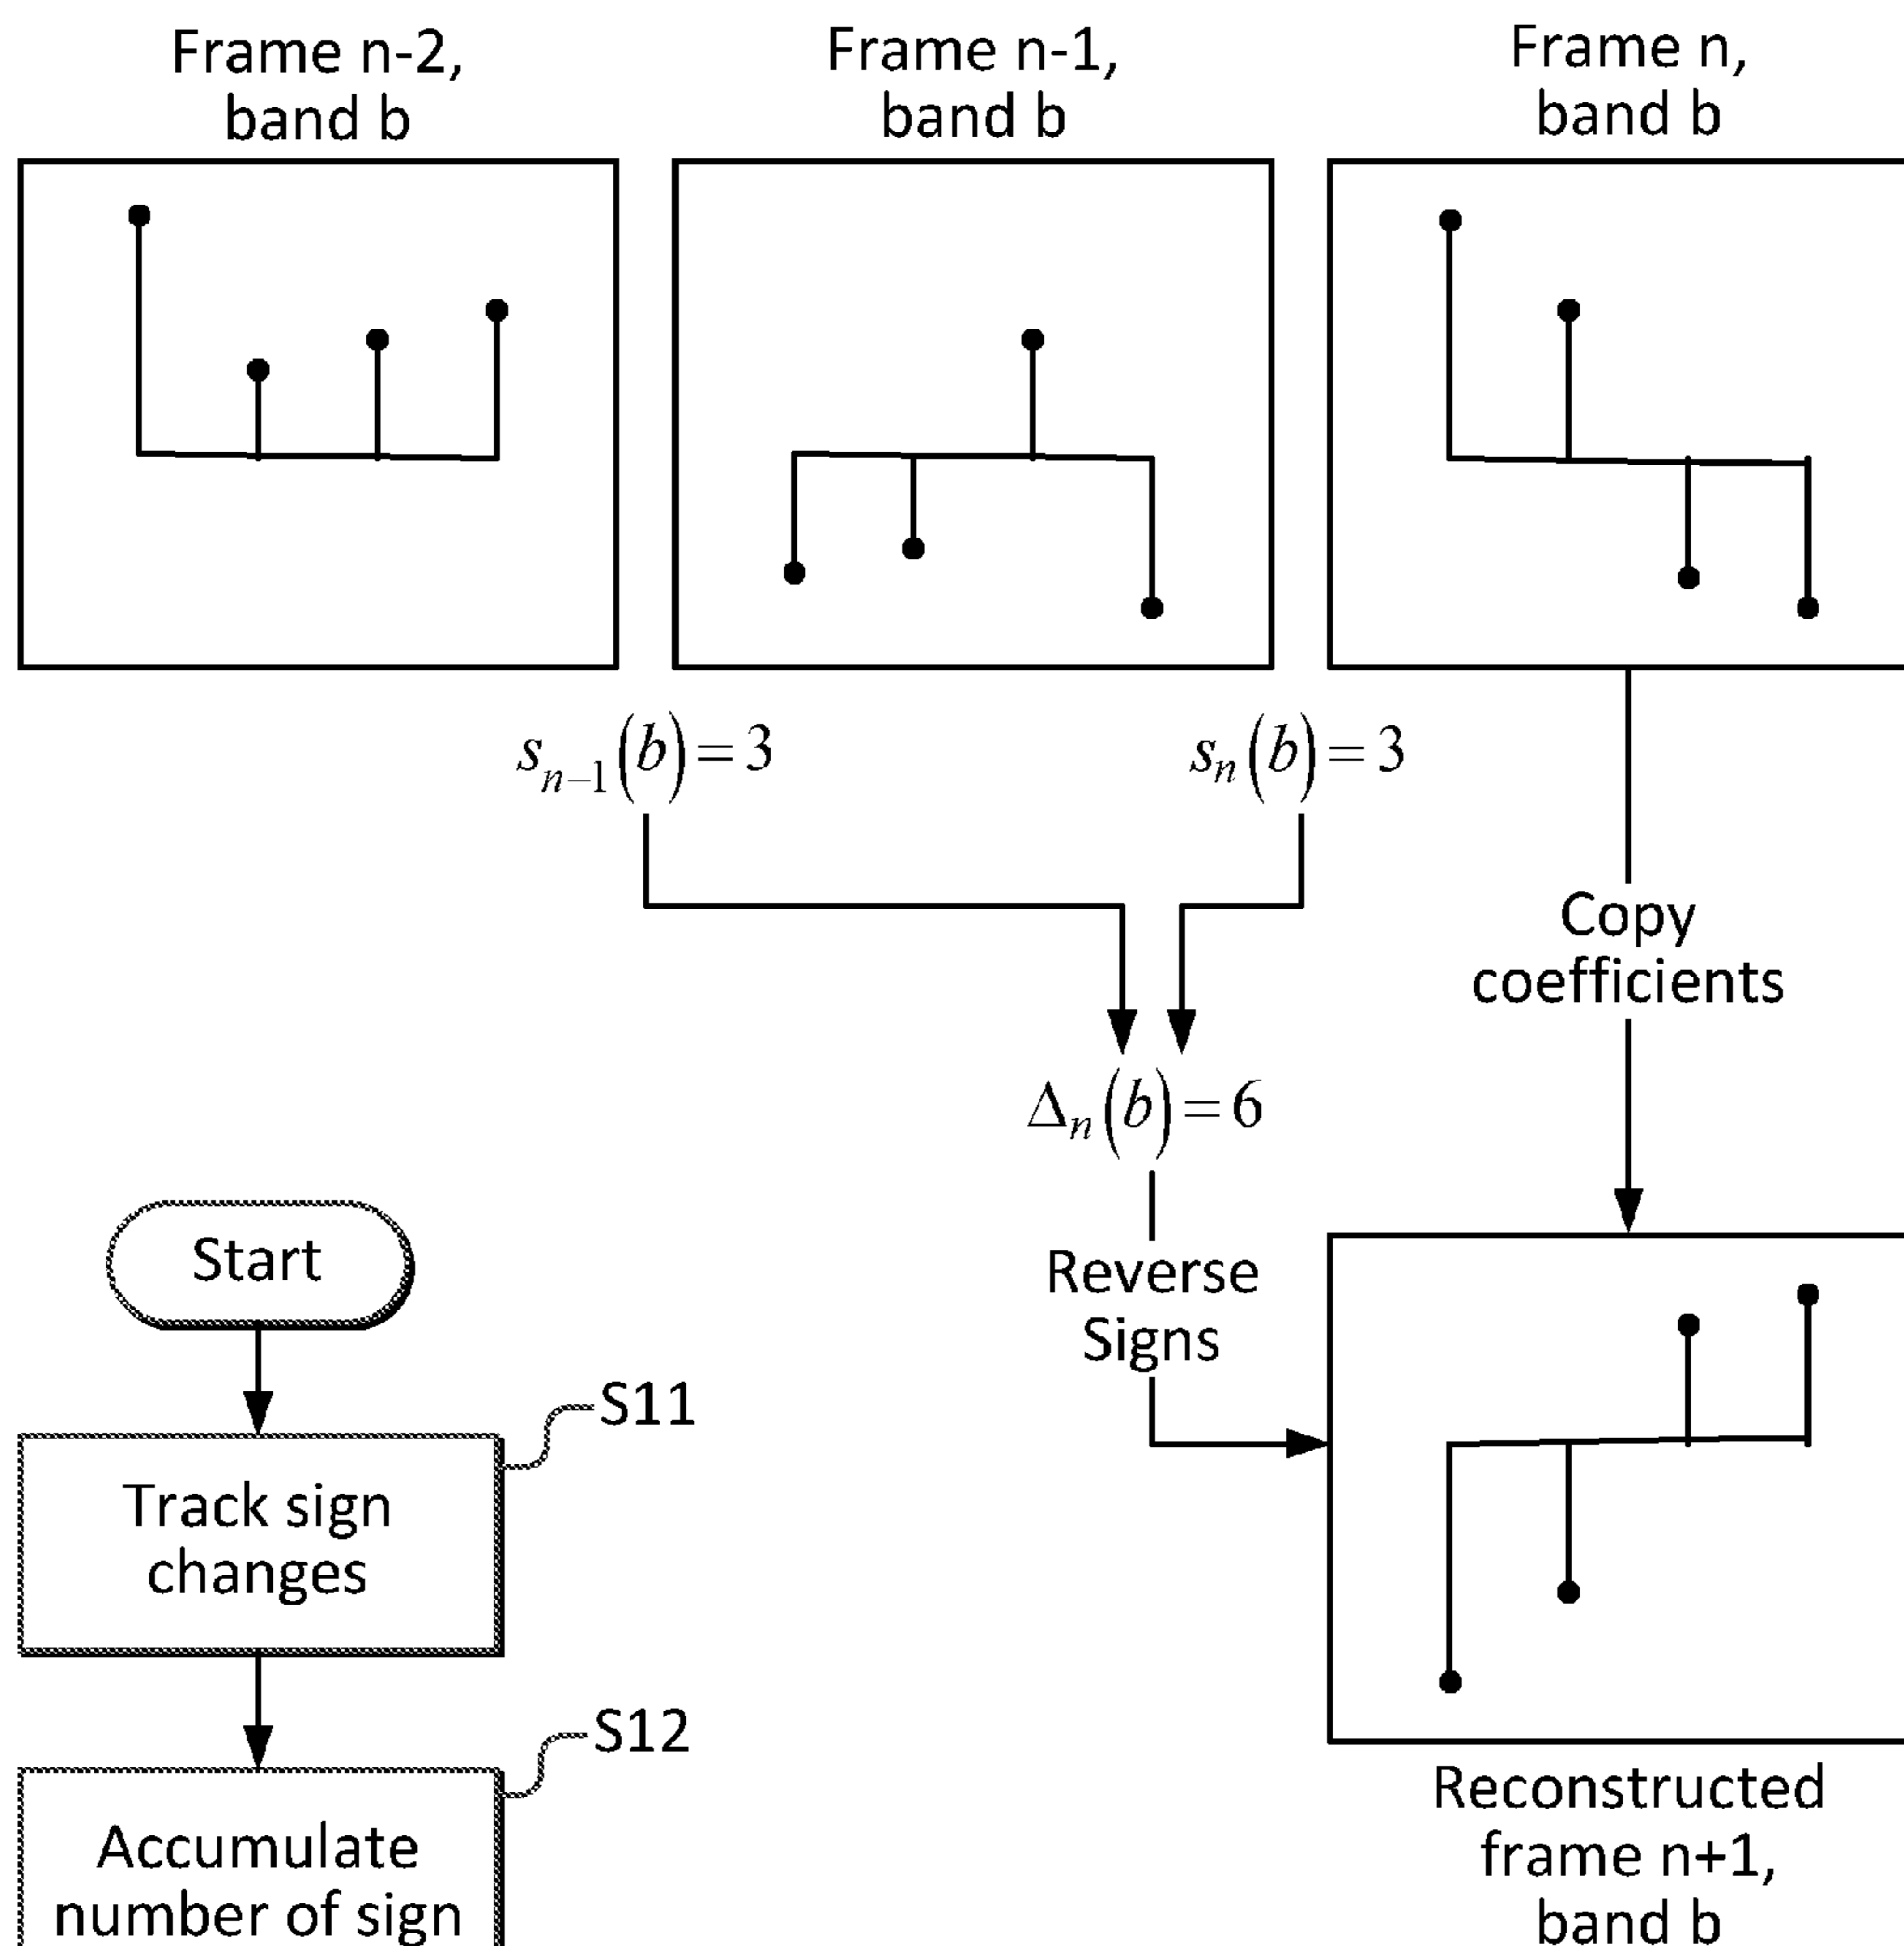 Frame n-2,
band b
Frame n-1,
band b
Frame n,
band b
s_{n-1}(b)=3
s_n(b)=3
Copy
coefficients
Δ_n(b)=6
Reverse
Signs
Start
S11
Track sign
changes
S12
Accumulate
number of sign
Reconstructed
frame n+1,
band b